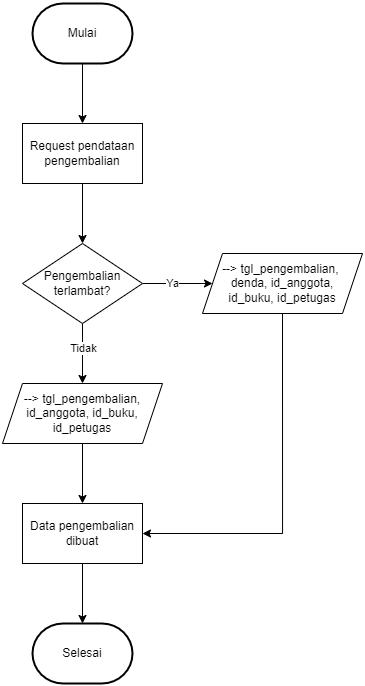 Mulai
Request pendataan
pengembalian
Pengembalian
terlambat?
Ya
--> tgl_pengembalian,
denda, id_anggota,
id_buku, id_petugas
Tidak
--> tgl_pengembalian,
id_anggota, id_buku,
id_petugas
Data pengembalian
dibuat
Selesai